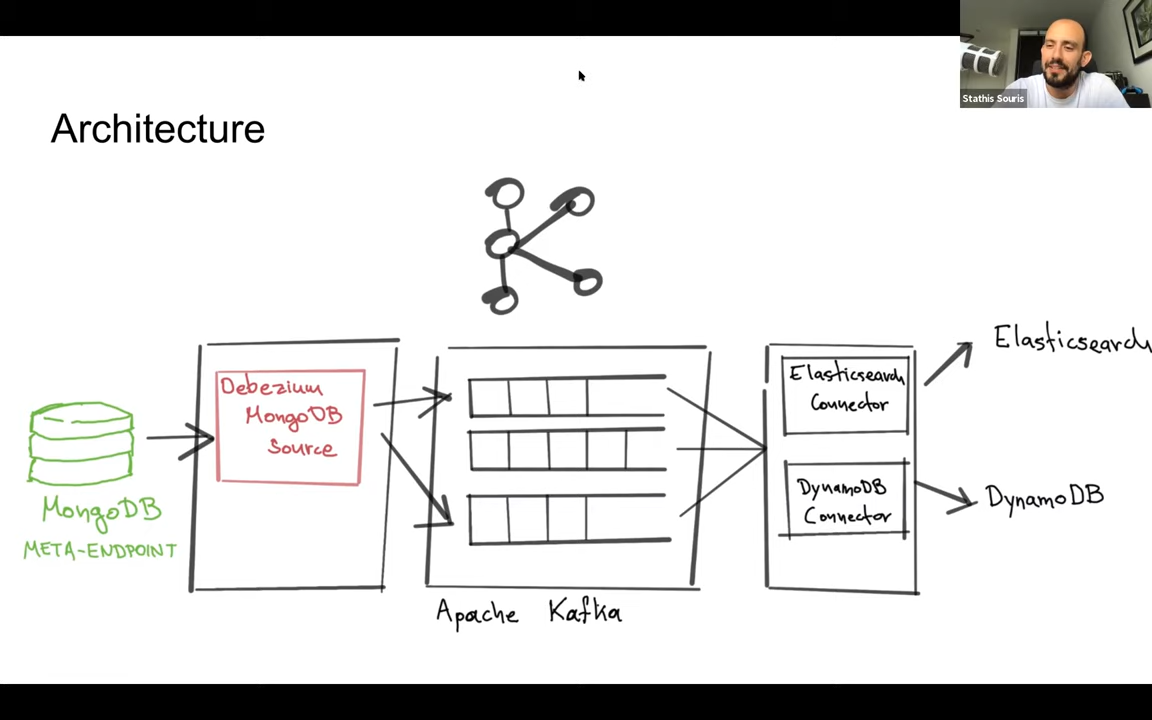 Stathis Souris
Architecture
Debezium
MongoDB
Source
MongoDB
META-ENDPOINT
Apache Kafka
Elasticsearch
Connector
DynamoDB
Connector
Elasticsearch
DynamoDB